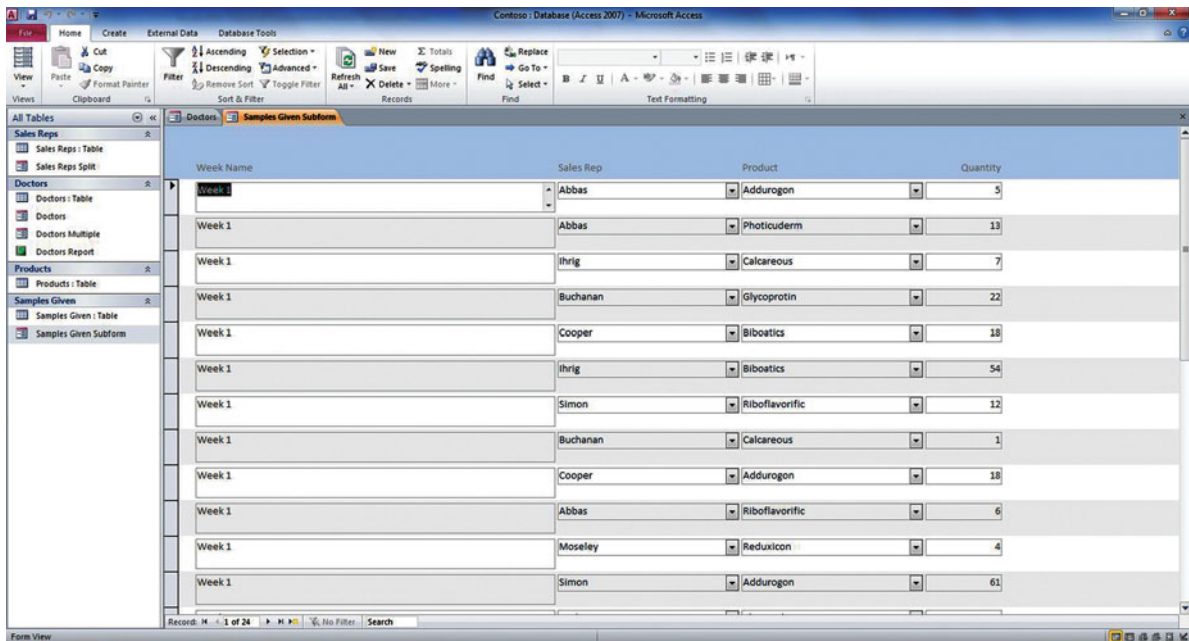 Contoso : Database (Access 2007) - Microsoft Access
File Home Create External Data Database Tools
View
Views
Paste
Cut
Copy
Format Painter
Clipboard
Filter
Ascending
Descending
Remove Sort
Selection
Advanced
Toggle Filter
Sort & Filter
Refresh All
New
Save
Delete
Totals
Spelling
More
Records
Find
Replace
Go To
Select
Find
B I U A
Text Formatting
All Tables
Sales Reps
Sales Reps : Table
Sales Reps Split
Doctors
Doctors : Table
Doctors
Doctors Multiple
Doctors Report
Products
Products : Table
Samples Given
Samples Given : Table
Samples Given Subform
Doctors Samples Given Subform
Week Name Sales Rep Product Quantity
Week 1 Abbas Addurogon 5
Week 1 Abbas Photicuderm 13
Week 1 Ihrig Calcareous 7
Week 1 Buchanan Glycoprotin 22
Week 1 Cooper Biboatics 18
Week 1 Ihrig Biboatics 54
Week 1 Simon Riboflavorific 12
Week 1 Buchanan Calcareous 1
Week 1 Cooper Addurogon 18
Week 1 Abbas Riboflavorific 6
Week 1 Moseley Reduxicon 4
Week 1 Simon Addurogon 61
Record: 1 of 24 No Filter Search
Form View